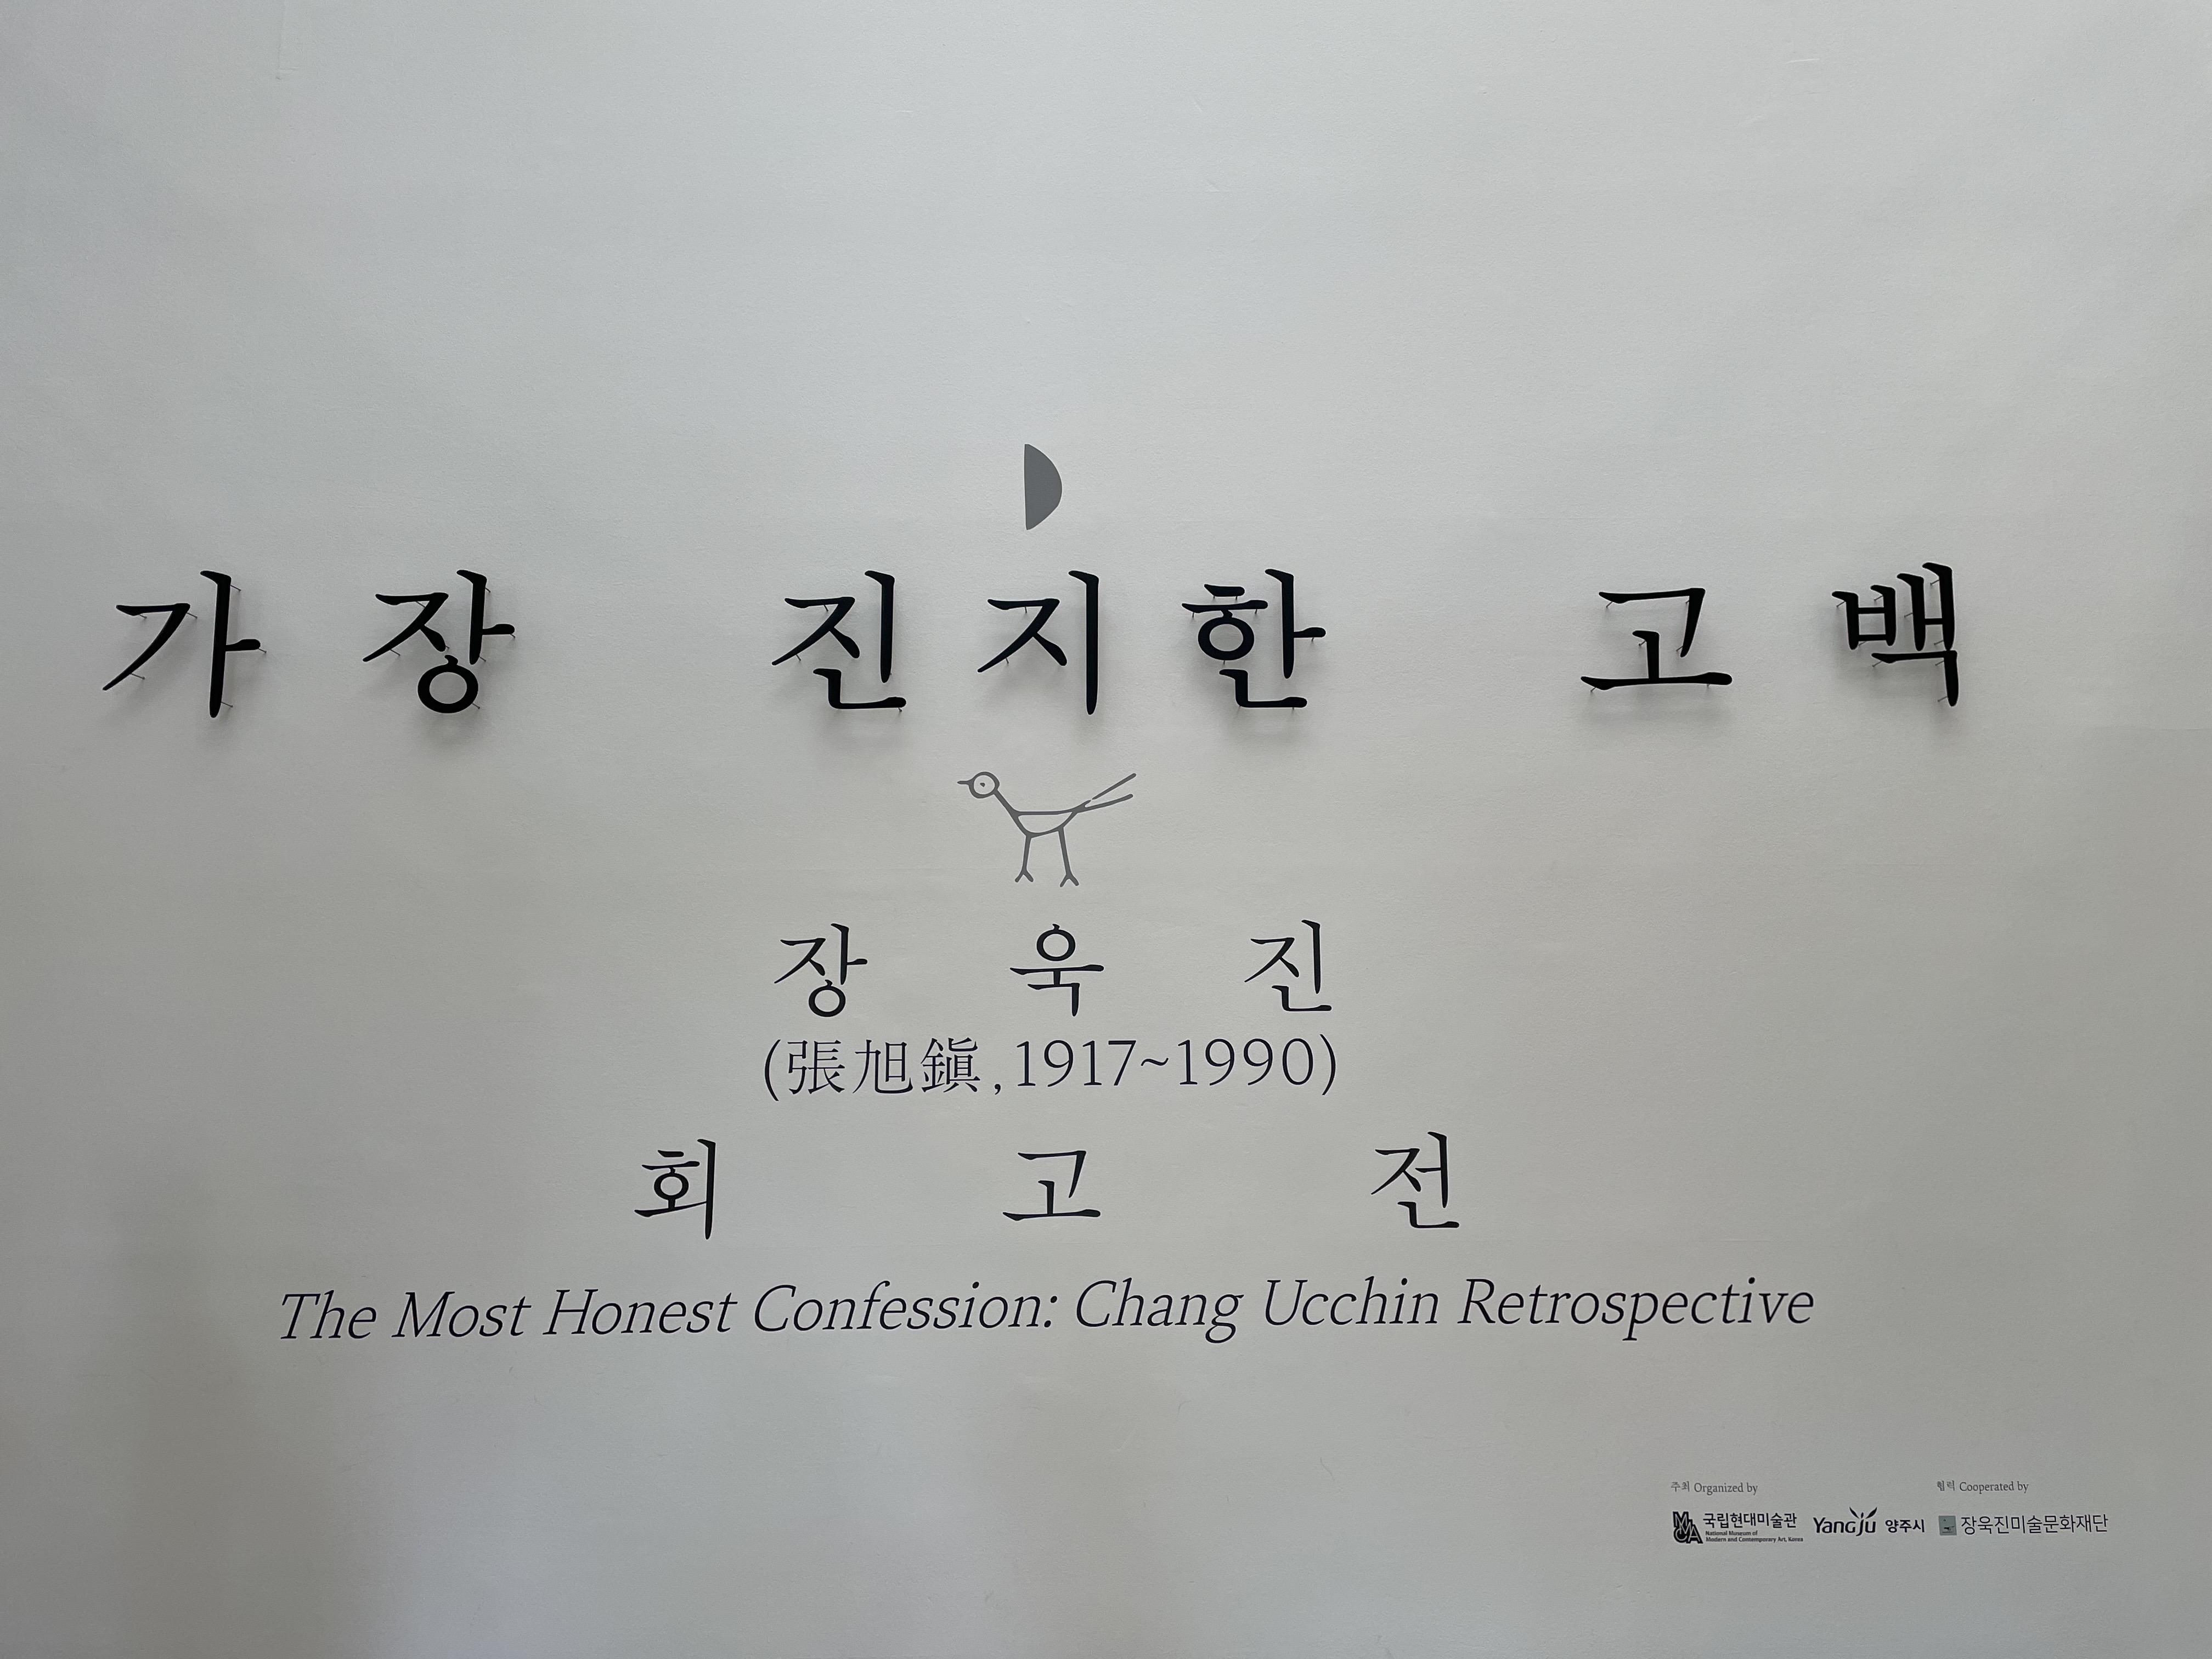 가장 진지한 고백
장욱진
(張旭鎭, 1917~1990)
회고전
The Most Honest Confession: Chang Ucchin Retrospective
주최 Organized by
협력 Cooperated by
MMCA 국립현대미술관
National Museum of
Modern and Contemporary Art, Korea
Yangju 양주시
장욱진미술문화재단